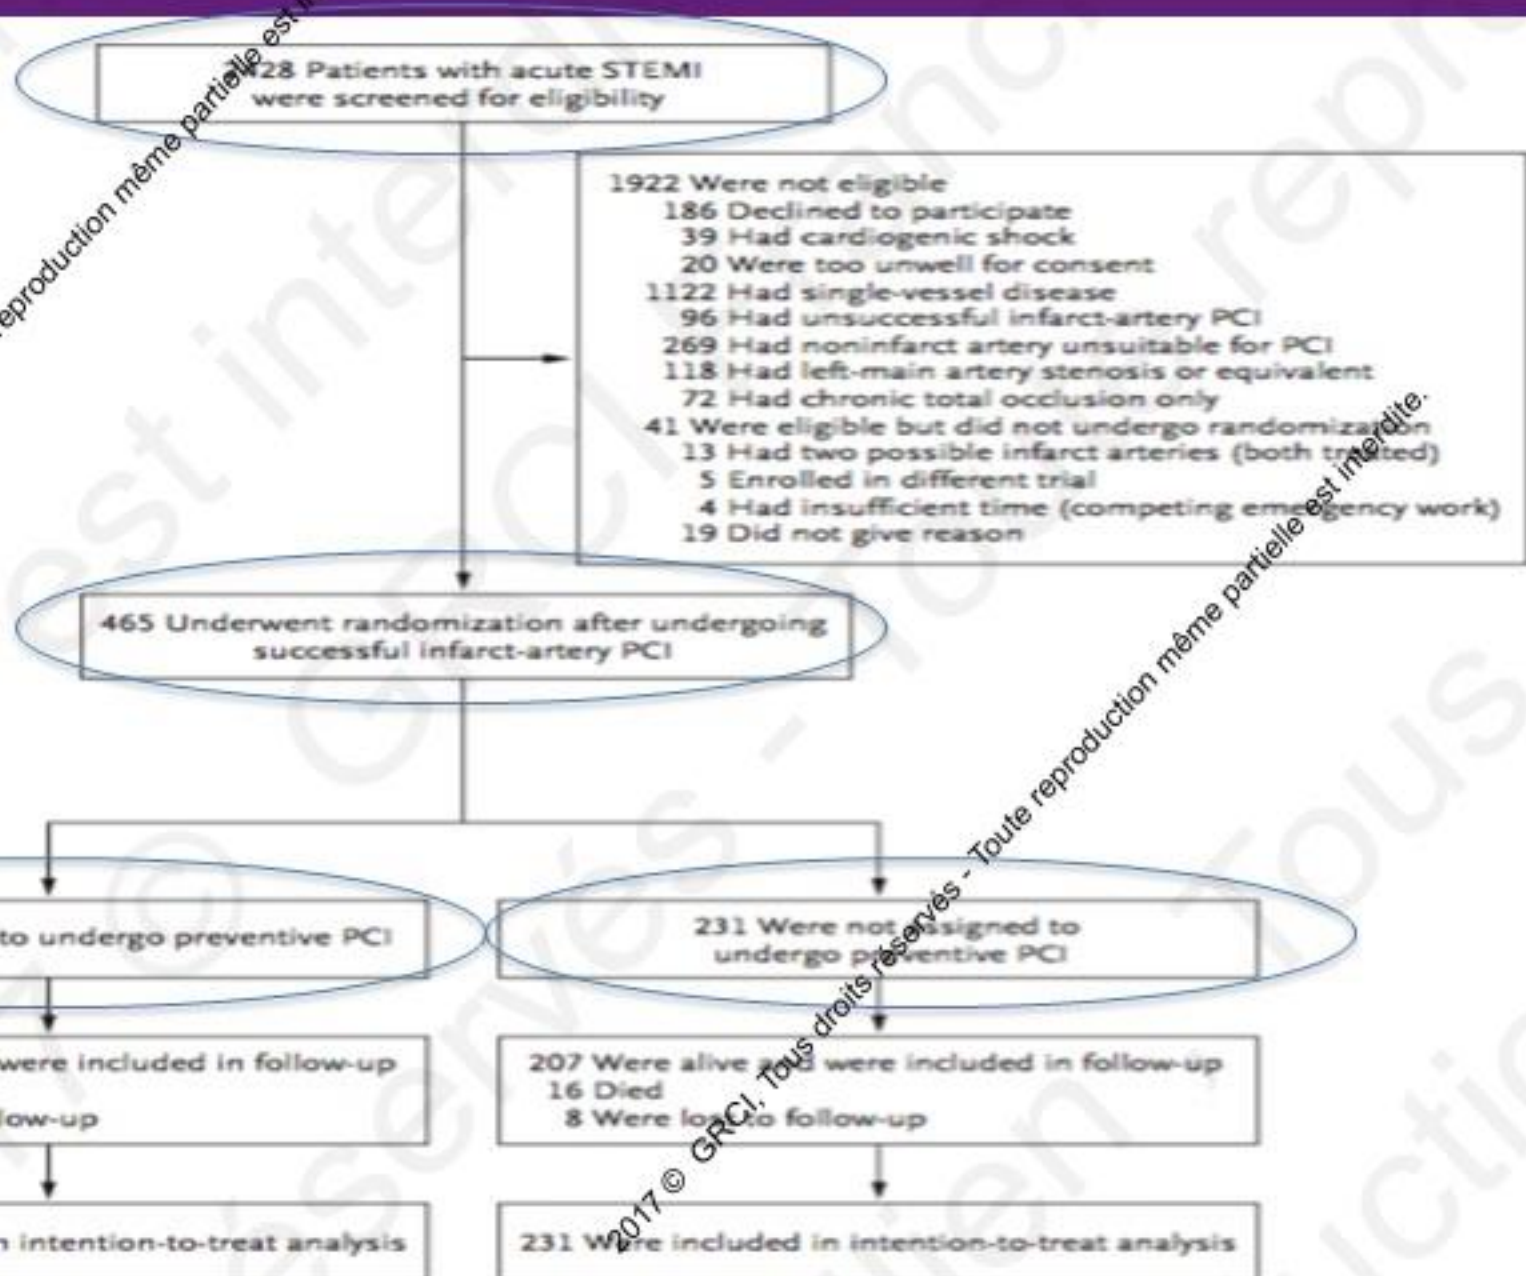 428 Patients with acute STEMI
were screened for eligibility
1922 Were not eligible
186 Declined to participate
39 Had cardiogenic shock
20 Were too unwell for consent
1122 Had single-vessel disease
96 Had unsuccessful infarct-artery PCI
269 Had noninfarct artery unsuitable for PCI
118 Had left-main artery stenosis or equivalent
72 Had chronic total occlusion only
41 Were eligible but did not undergo randomization
13 Had two possible infarct arteries (both treated)
5 Enrolled in different trial
4 Had insufficient time (competing emergency work)
19 Did not give reason
465 Underwent randomization after undergoing
successful infarct-artery PCI
to undergo preventive PCI
231 Were not assigned to
undergo preventive PCI
were included in follow-up
low-up
207 Were alive and were included in follow-up
16 Died
8 Were lost to follow-up
n intention-to-treat analysis
231 Were included in intention-to-treat analysis
reproduction même partielle est
2017 © GRCI, Tous droits réservés - Toute reproduction même partielle est interdite.